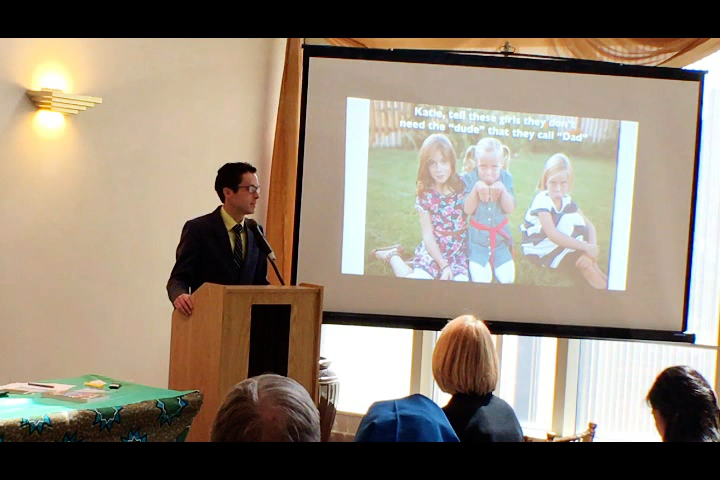 Katie, tell these girls they don't
need the "dude" that they call "Dad"